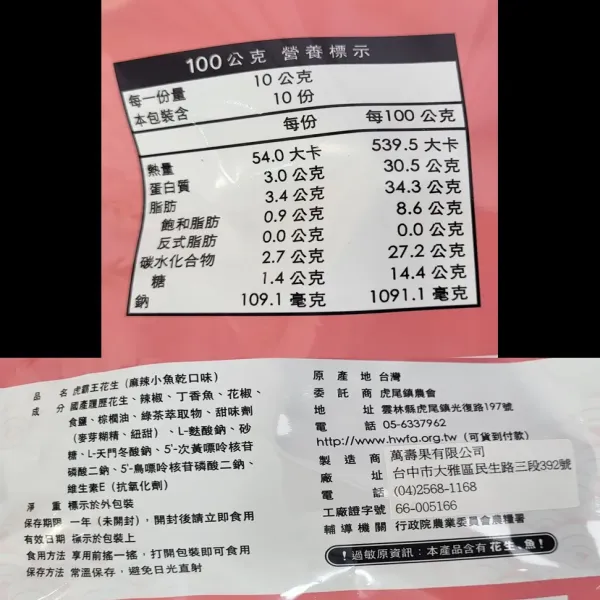 100公克 營養標示
每一份量 10公克
本包裝含 10份
每份 每100公克
熱量 54.0大卡 539.5大卡
蛋白質 3.0公克 30.5公克
脂肪 3.4公克 34.3公克
飽和脂肪 0.9公克 8.6公克
反式脂肪 0.0公克 0.0公克
碳水化合物 2.7公克 27.2公克
糖 1.4公克 14.4公克
鈉 109.1毫克 1091.1毫克
品名 虎霸王花生(麻辣小魚乾口味)
成分 國產履歷花生、辣椒、丁香魚、花椒、
食鹽、棕櫚油、綠茶萃取物、甜味劑
(麥芽糊精、紐甜)、L-麩酸鈉、砂
糖、L-天門冬酸鈉、5'-次黃嘌呤核苷
磷酸二鈉、5'-鳥嘌呤核苷磷酸二鈉、
維生素E(抗氧化劑)
淨重 標示於外包裝
保存期限 一年(未開封),開封後請立即食用
有效日期 標示於包裝上
食用方法 享用前搖一搖,打開包裝即可食用
保存方法 常溫保存,避免日光直射
原產地 台灣
委託商 虎尾鎮農會
地址 雲林縣虎尾鎮光復路197號
電話 05-6337962
http://www.hwfa.org.tw (可貨到付款)
製造商 萬壽果有限公司
廠址 台中市大雅區民生路三段392號
電話 (04)2568-1168
工廠證字號 66-005166
輔導機關 行政院農業委員會農糧署
!過敏原資訊:本產品含有花生、魚!